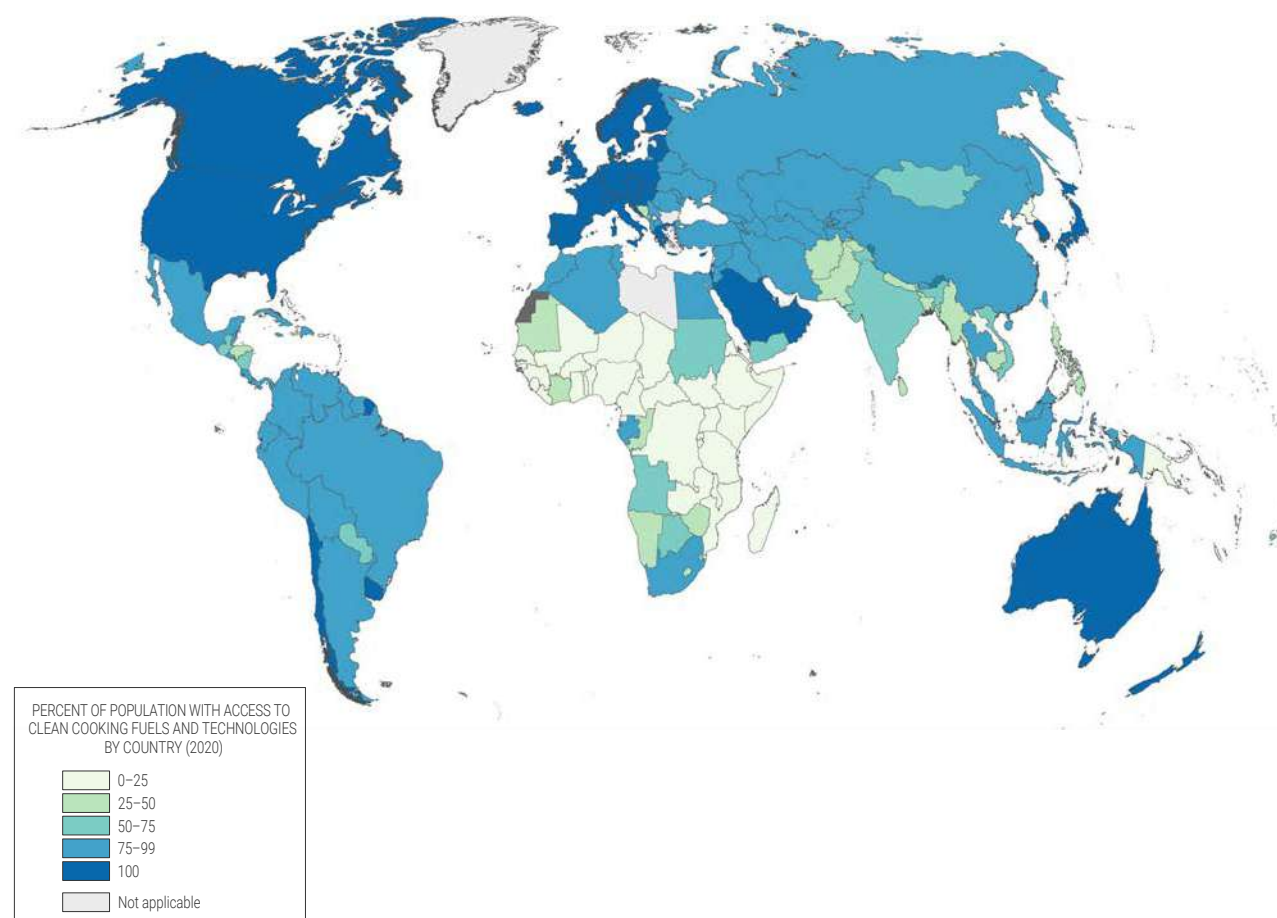 PERCENT OF POPULATION WITH ACCESS TO
CLEAN COOKING FUELS AND TECHNOLOGIES
BY COUNTRY (2020)
0–25
25–50
50–75
75–99
100
Not applicable